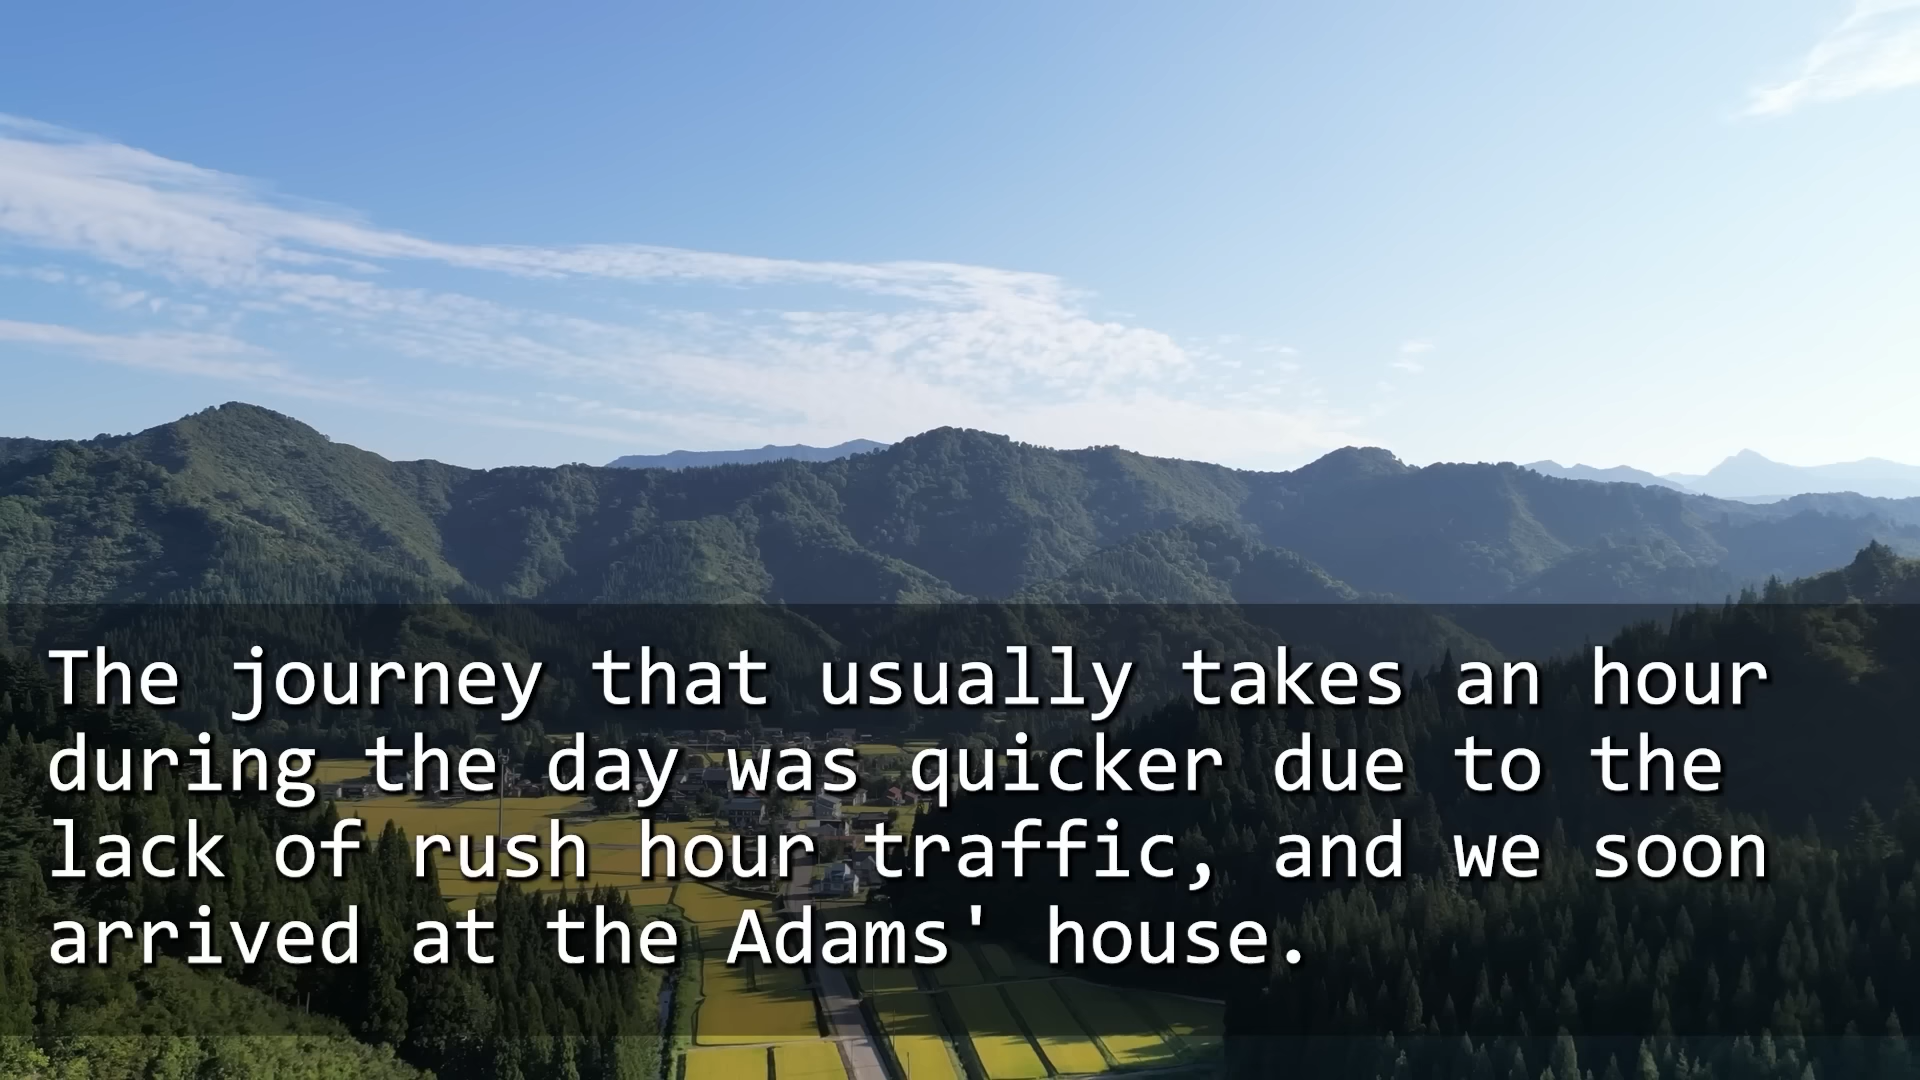 The journey that usually takes an hour
during the day was quicker due to the
lack of rush hour traffic, and we soon
arrived at the Adams' house.